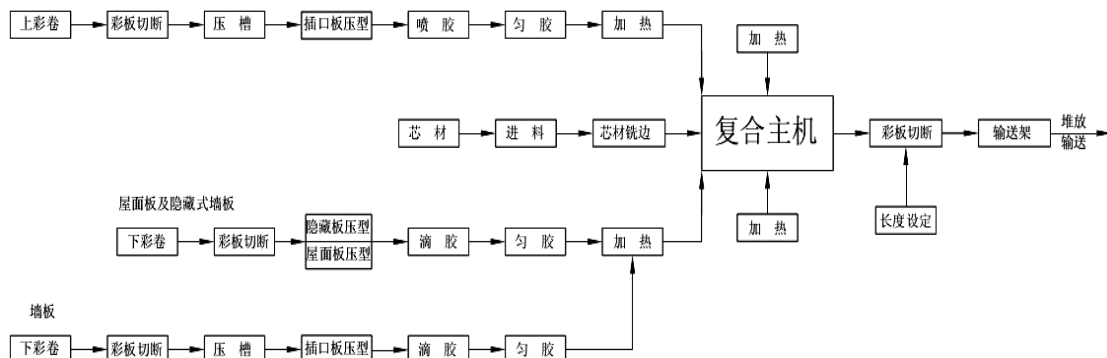 上彩卷
彩板切断
压 槽
插口板压型
喷 胶
匀 胶
加 热
加 热
芯 材
进 料
芯材铣边
复合主机
彩板切断
输送架
堆放
输送
长度设定
加 热
屋面板及隐藏式墙板
下彩卷
彩板切断
隐藏板压型
屋面板压型
滴 胶
匀 胶
加 热
墙板
下彩卷
彩板切断
压 槽
插口板压型
滴 胶
匀 胶